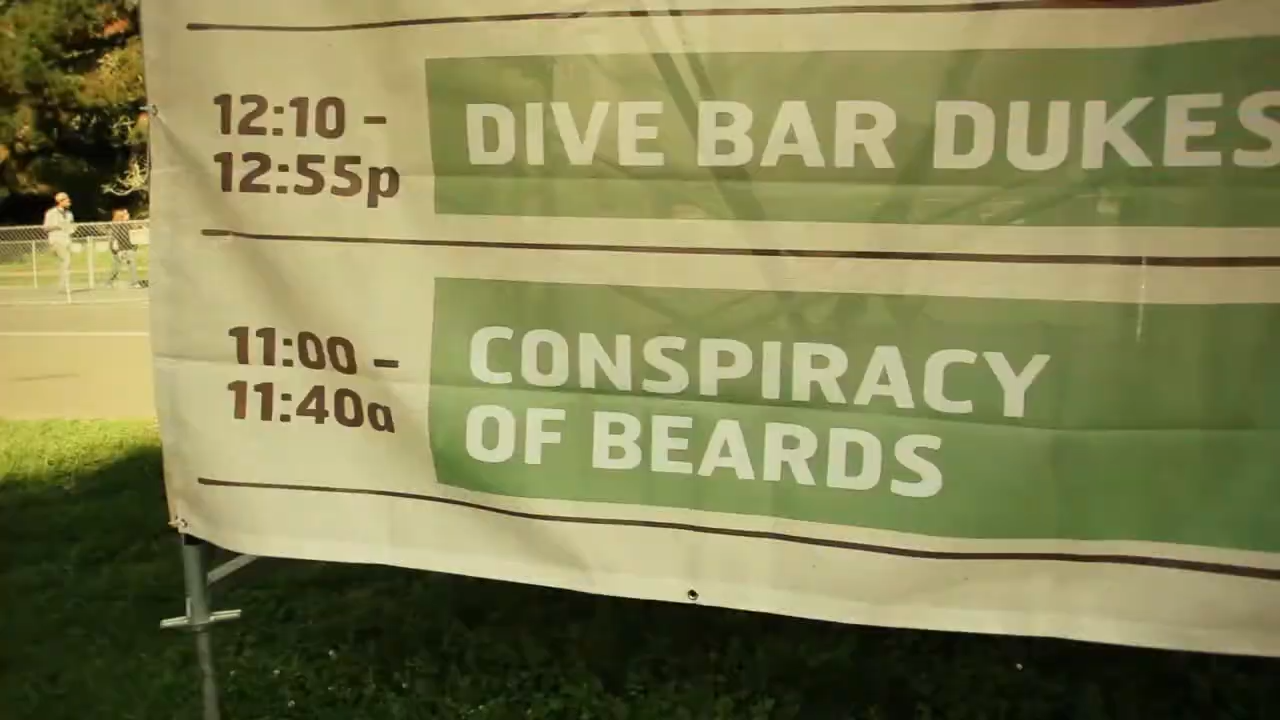 12:10 –
12:55p
DIVE BAR DUKES
11:00 –
11:40a
CONSPIRACY
OF BEARDS